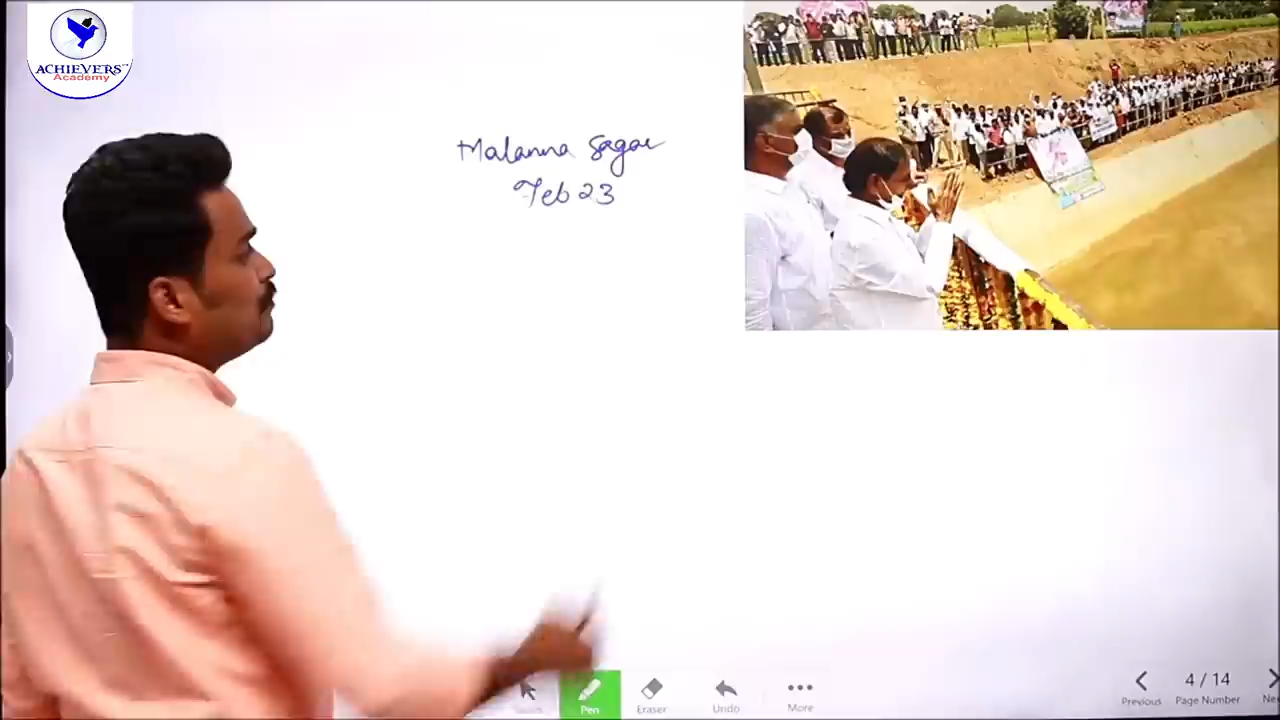 ACHIEVERS
Academy
Malanna Sagar
Feb 23
Pen
Eraser
Undo
More
Previous
4 / 14
Page Number